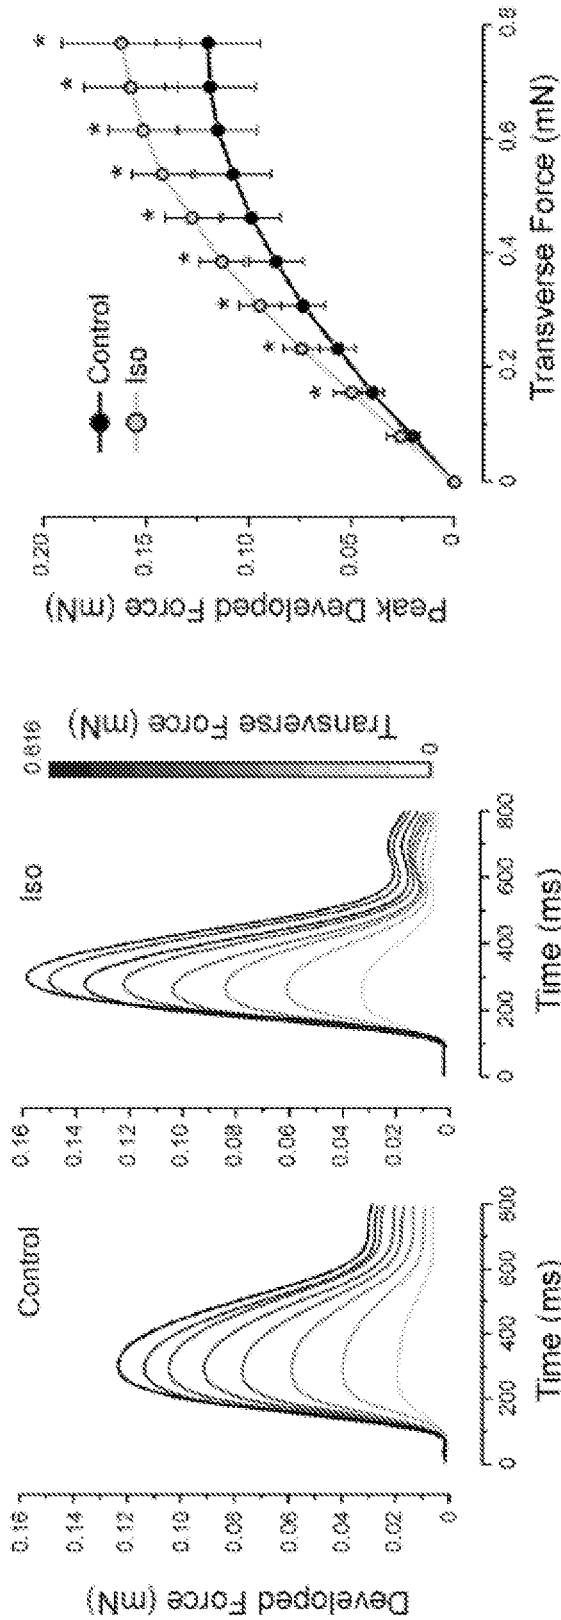 Control
Developed Force (mN)
0.16
0.14
0.12
0.10
0.08
0.06
0.04
0.02
0
0 200 400 600 800
Time (ms)
Iso
0.16
0.14
0.12
0.10
0.08
0.06
0.04
0.02
0
0 200 400 600 800
Time (ms)
0.816
0
Transverse Force (mN)
Peak Developed Force (mN)
0.20
0.15
0.10
0.05
0
Control
Iso
* * * * * * * * *
0 0.2 0.4 0.6 0.8
Transverse Force (mN)